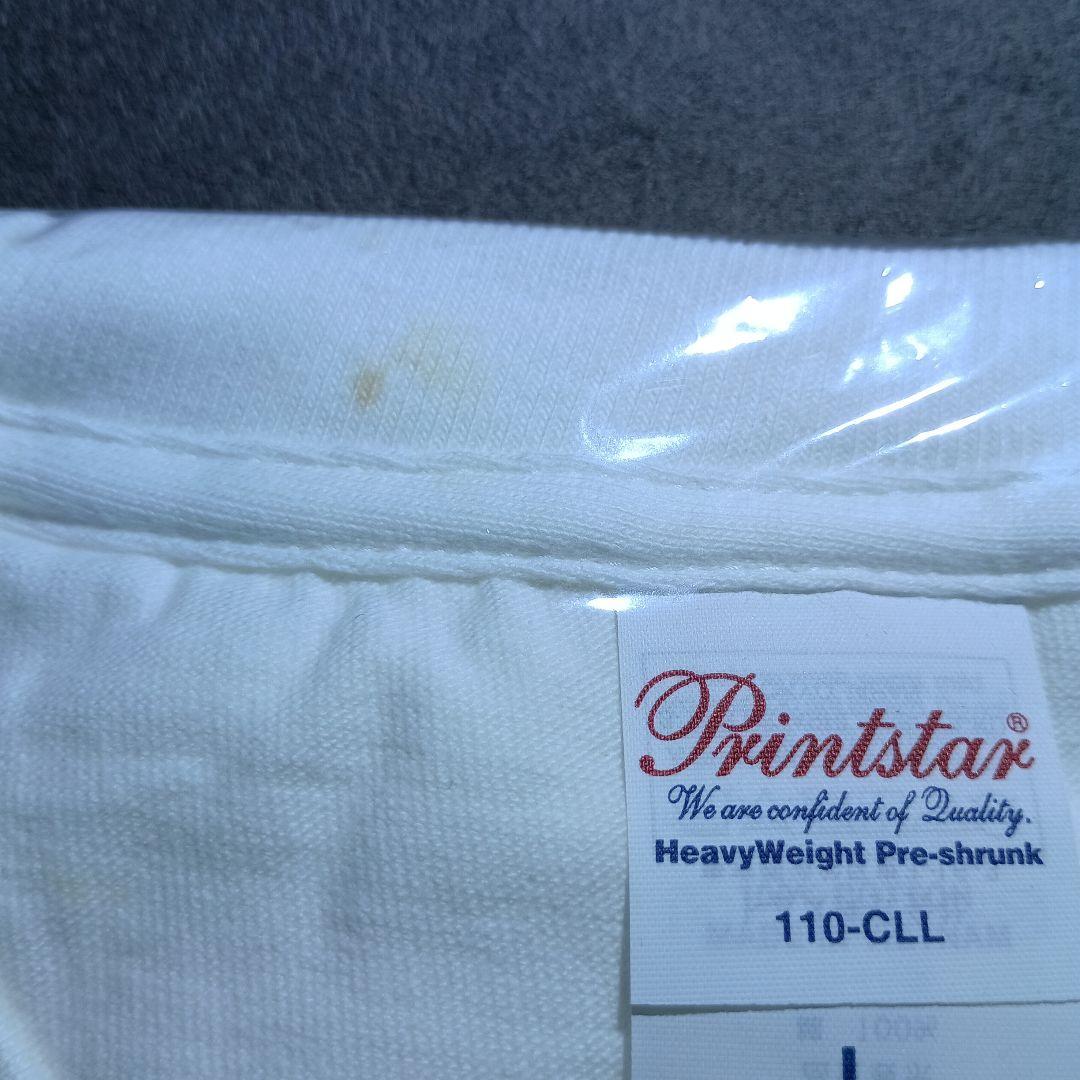 Printstar®
We are confident of Quality.
HeavyWeight Pre-shrunk
110-CLL
L